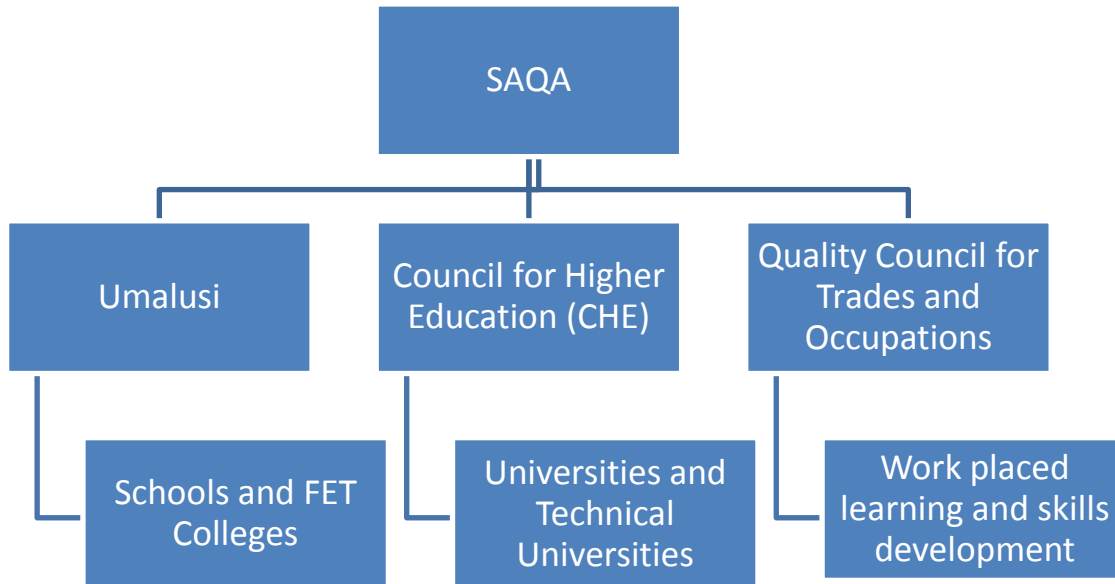 SAQA
Umalusi
Council for Higher
Education (CHE)
Quality Council for
Trades and
Occupations
Schools and FET
Colleges
Universities and
Technical
Universities
Work placed
learning and skills
development